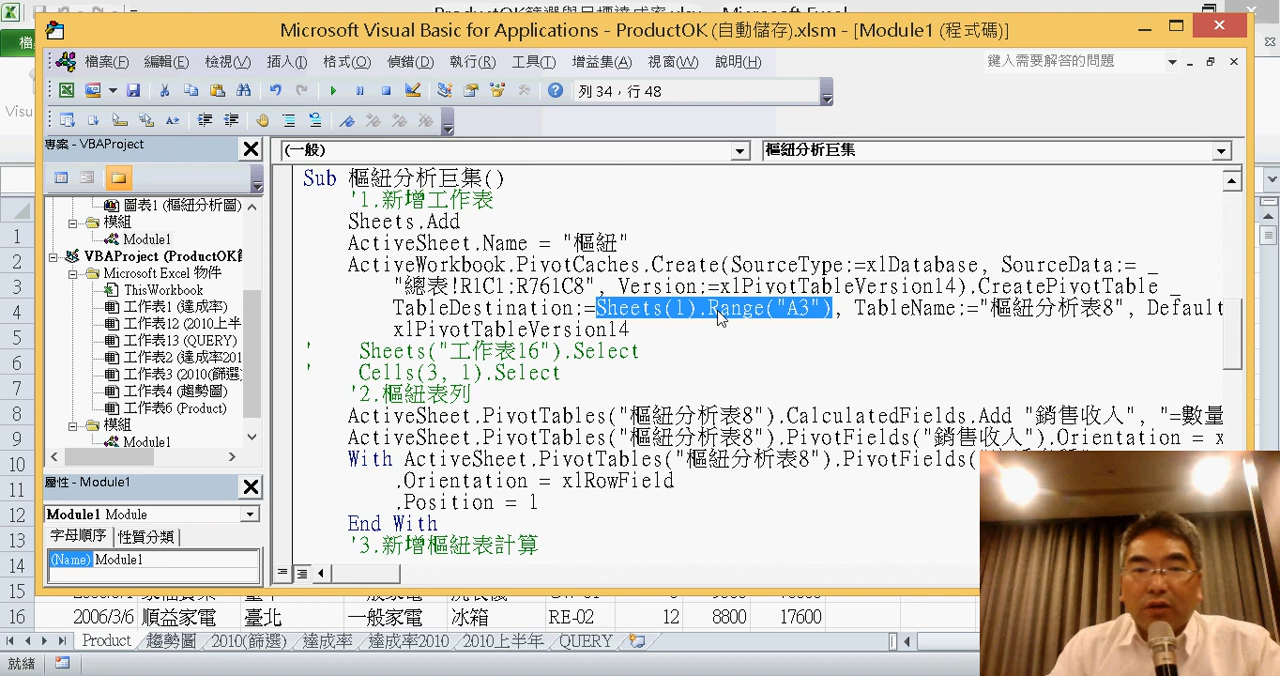 Microsoft Visual Basic for Applications - ProductOK (自動儲存).xlsm - [Module1 (程式碼)]
檔案(F) 編輯(E) 檢視(V) 插入(I) 格式(O) 偵錯(D) 執行(R) 工具(T) 增益集(A) 視窗(W) 說明(H)
鍵入需要解答的問題
列 34，行 48
專案 - VBAProject
(一般)
樞紐分析巨集
圖表1 (樞紐分析圖)
模組
Module1
VBAProject (ProductOK
Microsoft Excel 物件
ThisWorkbook
工作表1 (達成率)
工作表12 (2010上半
工作表13 (QUERY)
工作表2 (達成率201
工作表3 (2010(篩選
工作表4 (趨勢圖)
工作表6 (Product)
模組
Module1
屬性 - Module1
Module1 Module
字母順序 性質分類
(Name) Module1
Sub 樞紐分析巨集()
'1.新增工作表
Sheets.Add
ActiveSheet.Name = "樞紐"
ActiveWorkbook.PivotCaches.Create(SourceType:=xlDatabase, SourceData:= _
"總表!R1C1:R761C8", Version:=xlPivotTableVersion14).CreatePivotTable _
TableDestination:=Sheets(1).Range("A3"), TableName:="樞紐分析表8", Default
xlPivotTableVersion14
' Sheets("工作表16").Select
' Cells(3, 1).Select
'2.樞紐表列
ActiveSheet.PivotTables("樞紐分析表8").CalculatedFields.Add "銷售收入", "=數量
ActiveSheet.PivotTables("樞紐分析表8").PivotFields("銷售收入").Orientation = x
With ActiveSheet.PivotTables("樞紐分析表8").PivotFields("
.Orientation = xlRowField
.Position = 1
End With
'3.新增樞紐表計算
1
2
3
4
5
6
7
8
9
10
11
12
13
14
15
16 2006/3/6 順益家電 臺北 一般家電 冰箱 RE-02 12 8800 17600
Product 趨勢圖 2010(篩選) 達成率 達成率2010 2010上半年 QUERY
就緒